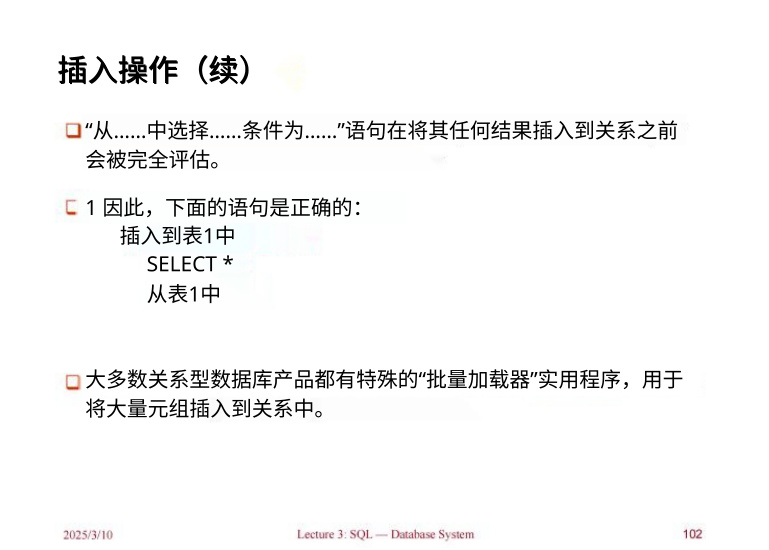 插入操作（续）
“从......中选择......条件为......”语句在将其任何结果插入到关系之前
会被完全评估。
1 因此，下面的语句是正确的：
插入到表1中
SELECT *
从表1中
大多数关系型数据库产品都有特殊的“批量加载器”实用程序，用于
将大量元组插入到关系中。
2025/3/10 Lecture 3: SQL — Database System 102